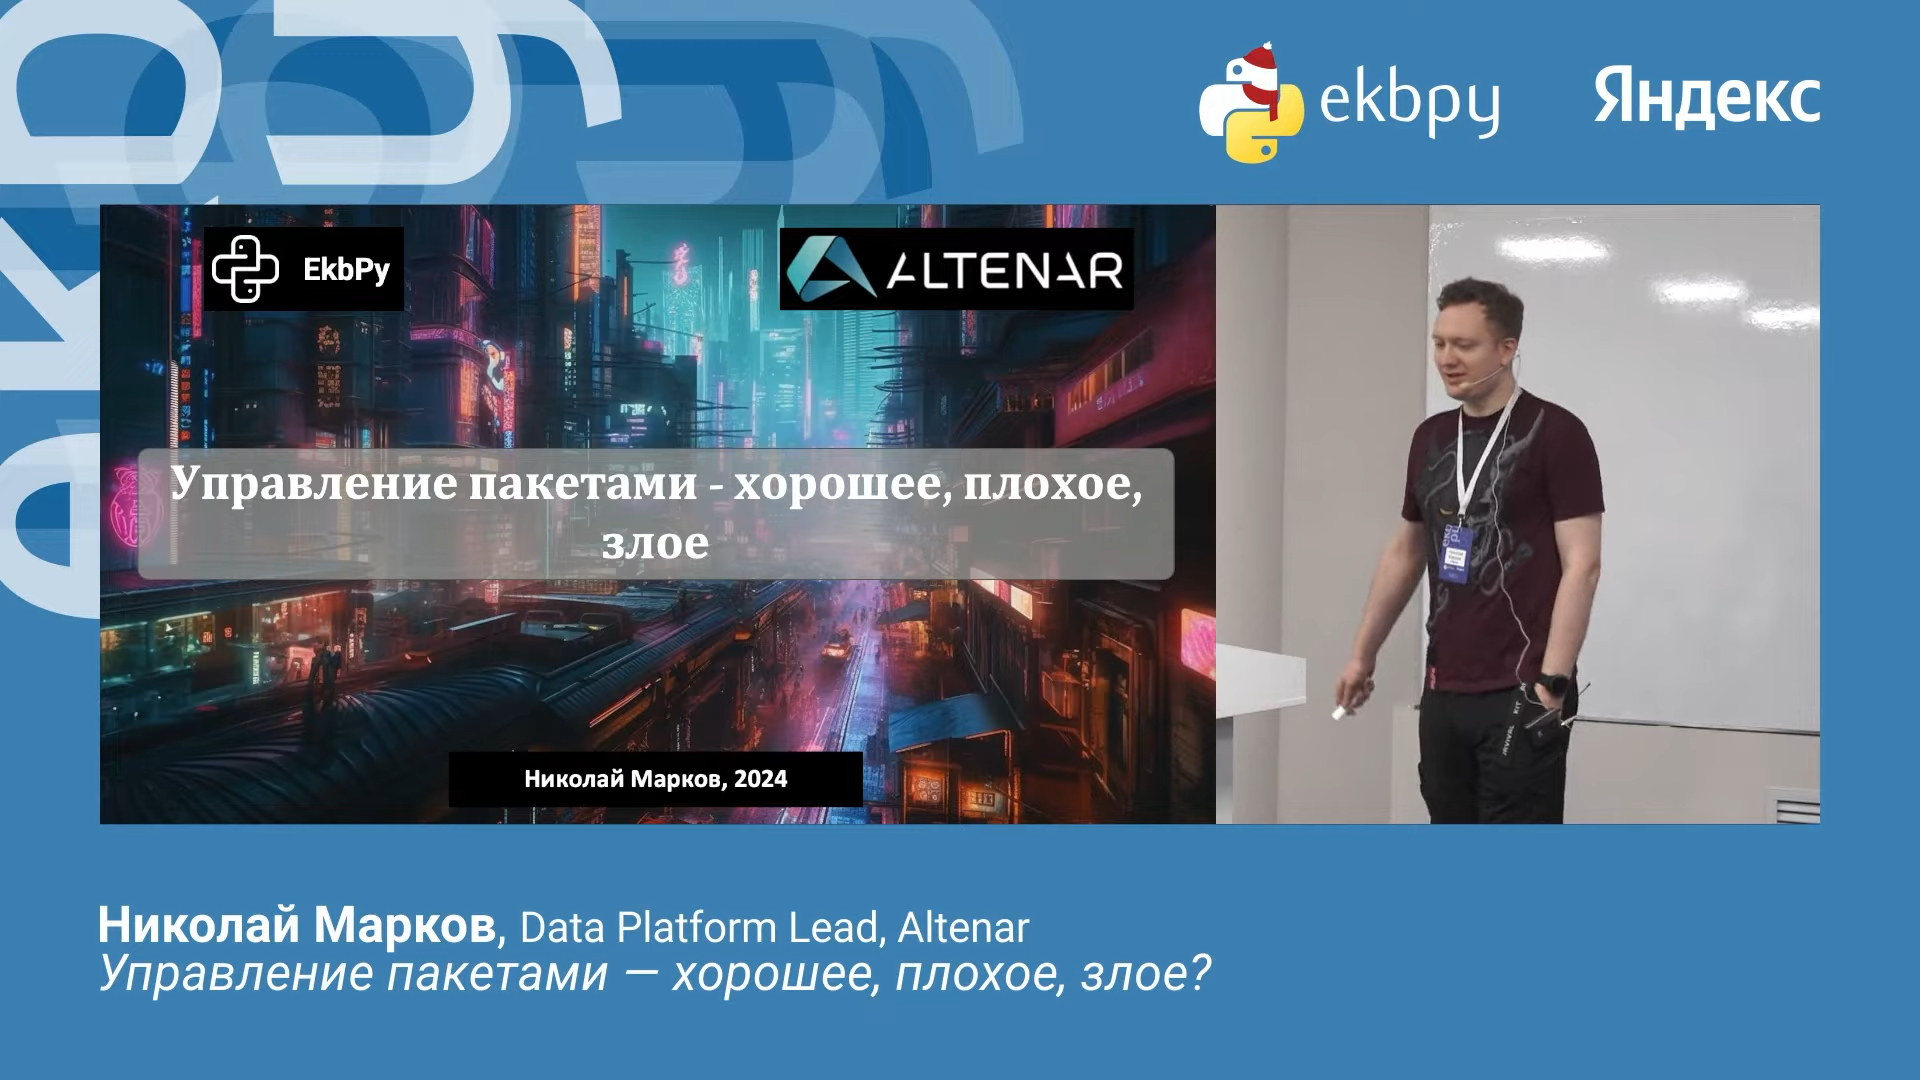 ekbpy
Яндекс
EkbPy
ALTENAR
Управление пакетами - хорошее, плохое,
злое
Николай Марков, 2024
Николай Марков, Data Platform Lead, Altenar
Управление пакетами — хорошее, плохое, злое?